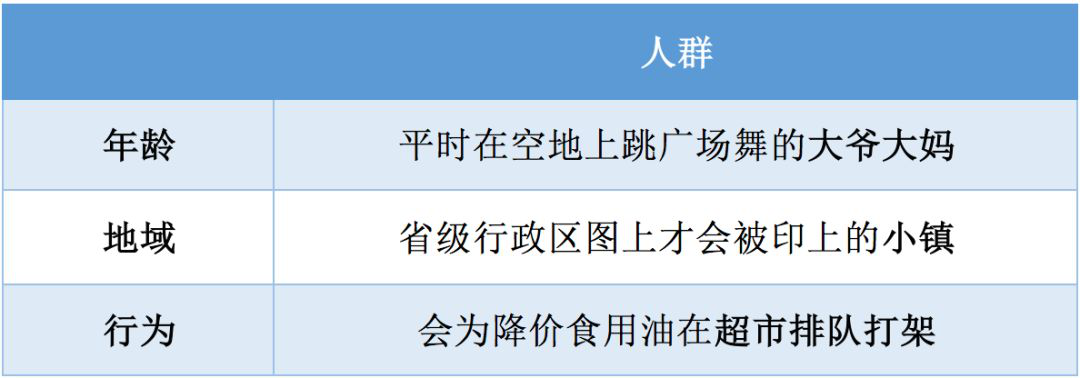 人群
年龄 平时在空地上跳广场舞的大爷大妈
地域 省级行政区图上才会被印上的小镇
行为 会为降价食用油在超市排队打架